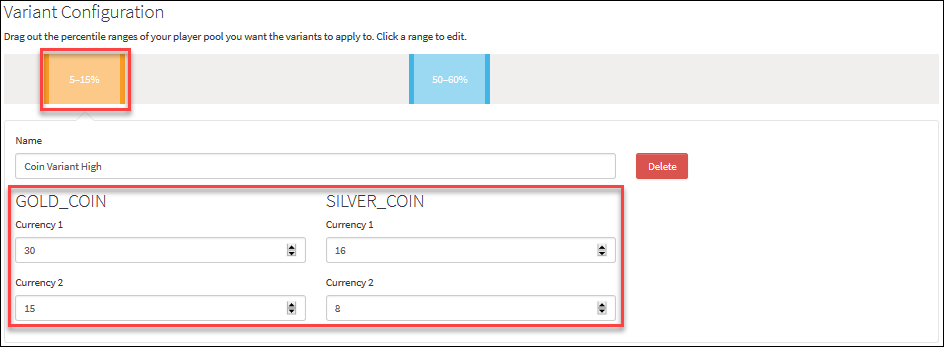 Variant Configuration
Drag out the percentile ranges of your player pool you want the variants to apply to. Click a range to edit.
5–15%
50–60%
Name
Coin Variant High
Delete
GOLD_COIN
SILVER_COIN
Currency 1
Currency 1
30
16
Currency 2
Currency 2
15
8